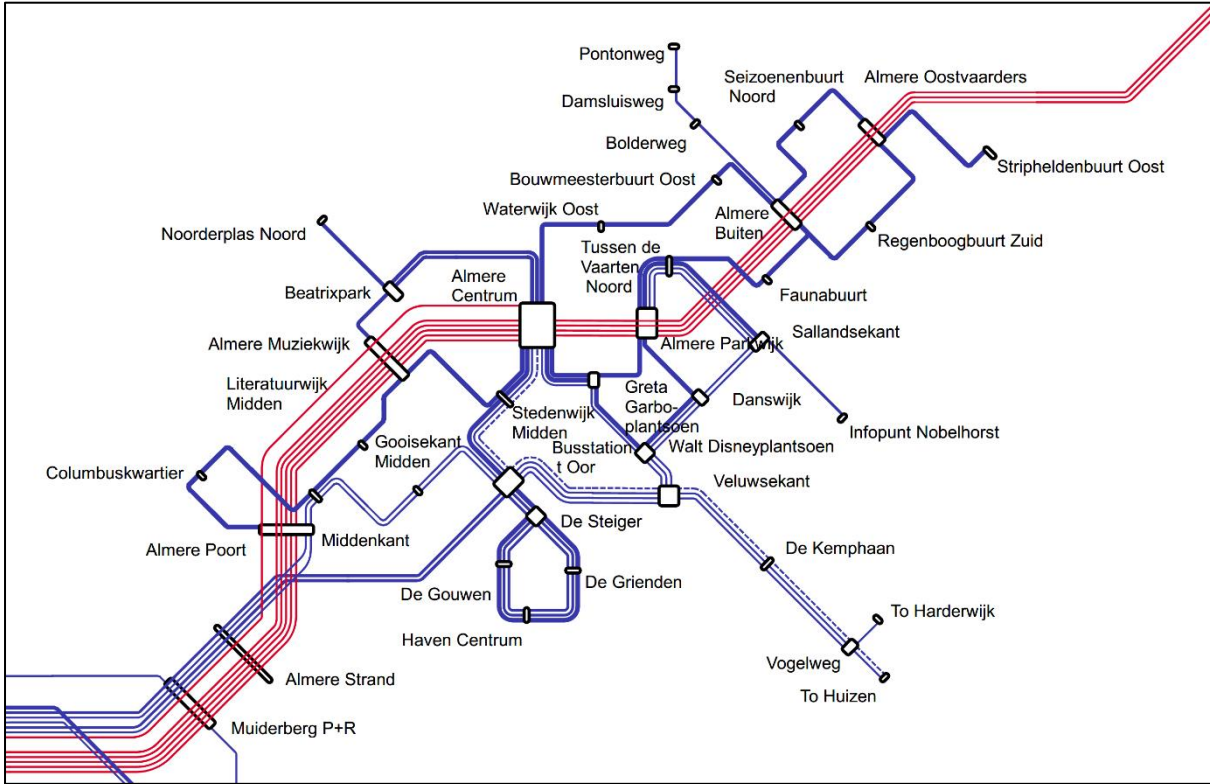 Pontonweg
Seizoenenbuurt
Noord
Almere Oostvaarders
Damsluisweg
Bolderweg
Stripheldenbuurt Oost
Bouwmeesterbuurt Oost
Waterwijk Oost
Almere
Buiten
Noorderplas Noord
Regenboogbuurt Zuid
Tussen de
Vaarten
Noord
Almere
Centrum
Beatrixpark
Faunabuurt
Sallandsekant
Almere Muziekwijk
Almere Parkwijk
Literatuurwijk
Midden
Greta
Garbo-
plantsoen
Danswijk
Stedenwijk
Midden
Infopunt Nobelhorst
Gooisekant
Midden
Busstation
t Oor
Walt Disneyplantsoen
Columbuskwartier
Veluwsekant
De Steiger
Almere Poort
Middenkant
De Kemphaan
De Gouwen
De Grienden
To Harderwijk
Haven Centrum
Vogelweg
Almere Strand
To Huizen
Muiderberg P+R